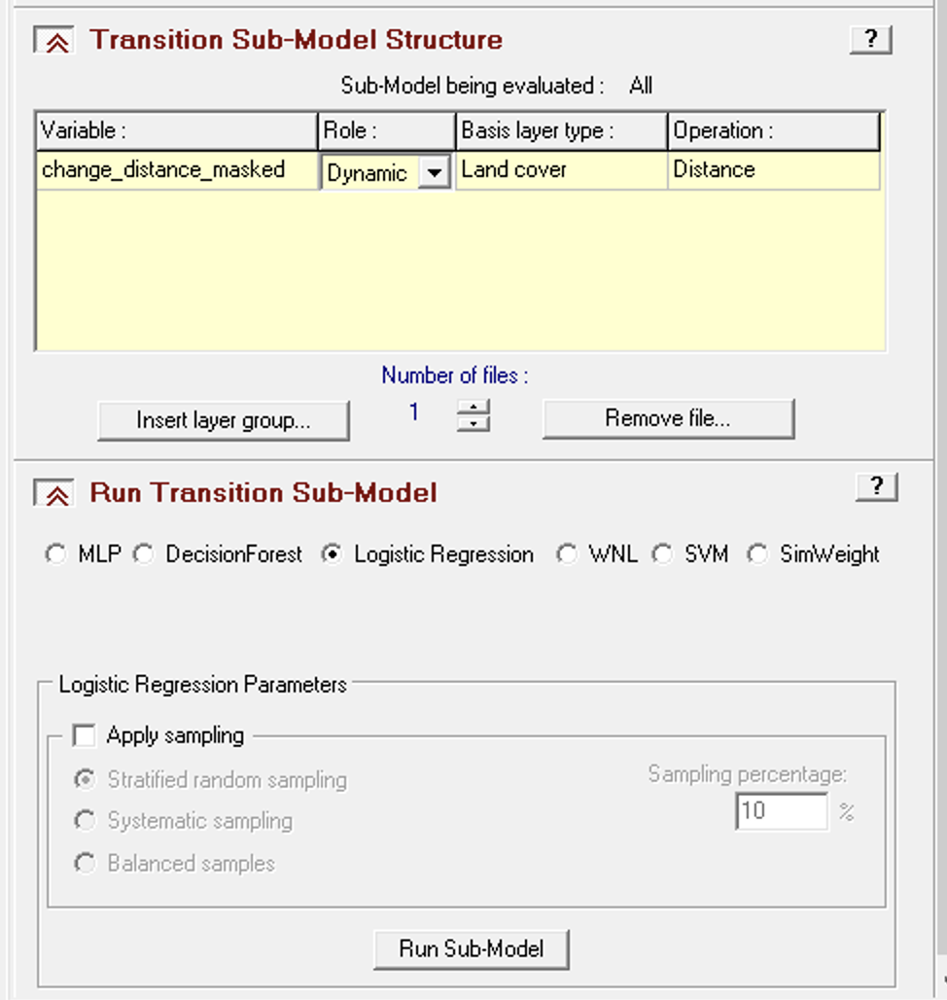 Transition Sub-Model Structure
?
Sub-Model being evaluated : All
Variable : Role : Basis layer type : Operation :
change_distance_masked Dynamic Land cover Distance
Number of files :
Insert layer group... 1 Remove file...
Run Transition Sub-Model
?
MLP DecisionForest Logistic Regression WNL SVM SimWeight
Logistic Regression Parameters
Apply sampling
Stratified random sampling
Sampling percentage:
Systematic sampling
10 %
Balanced samples
Run Sub-Model